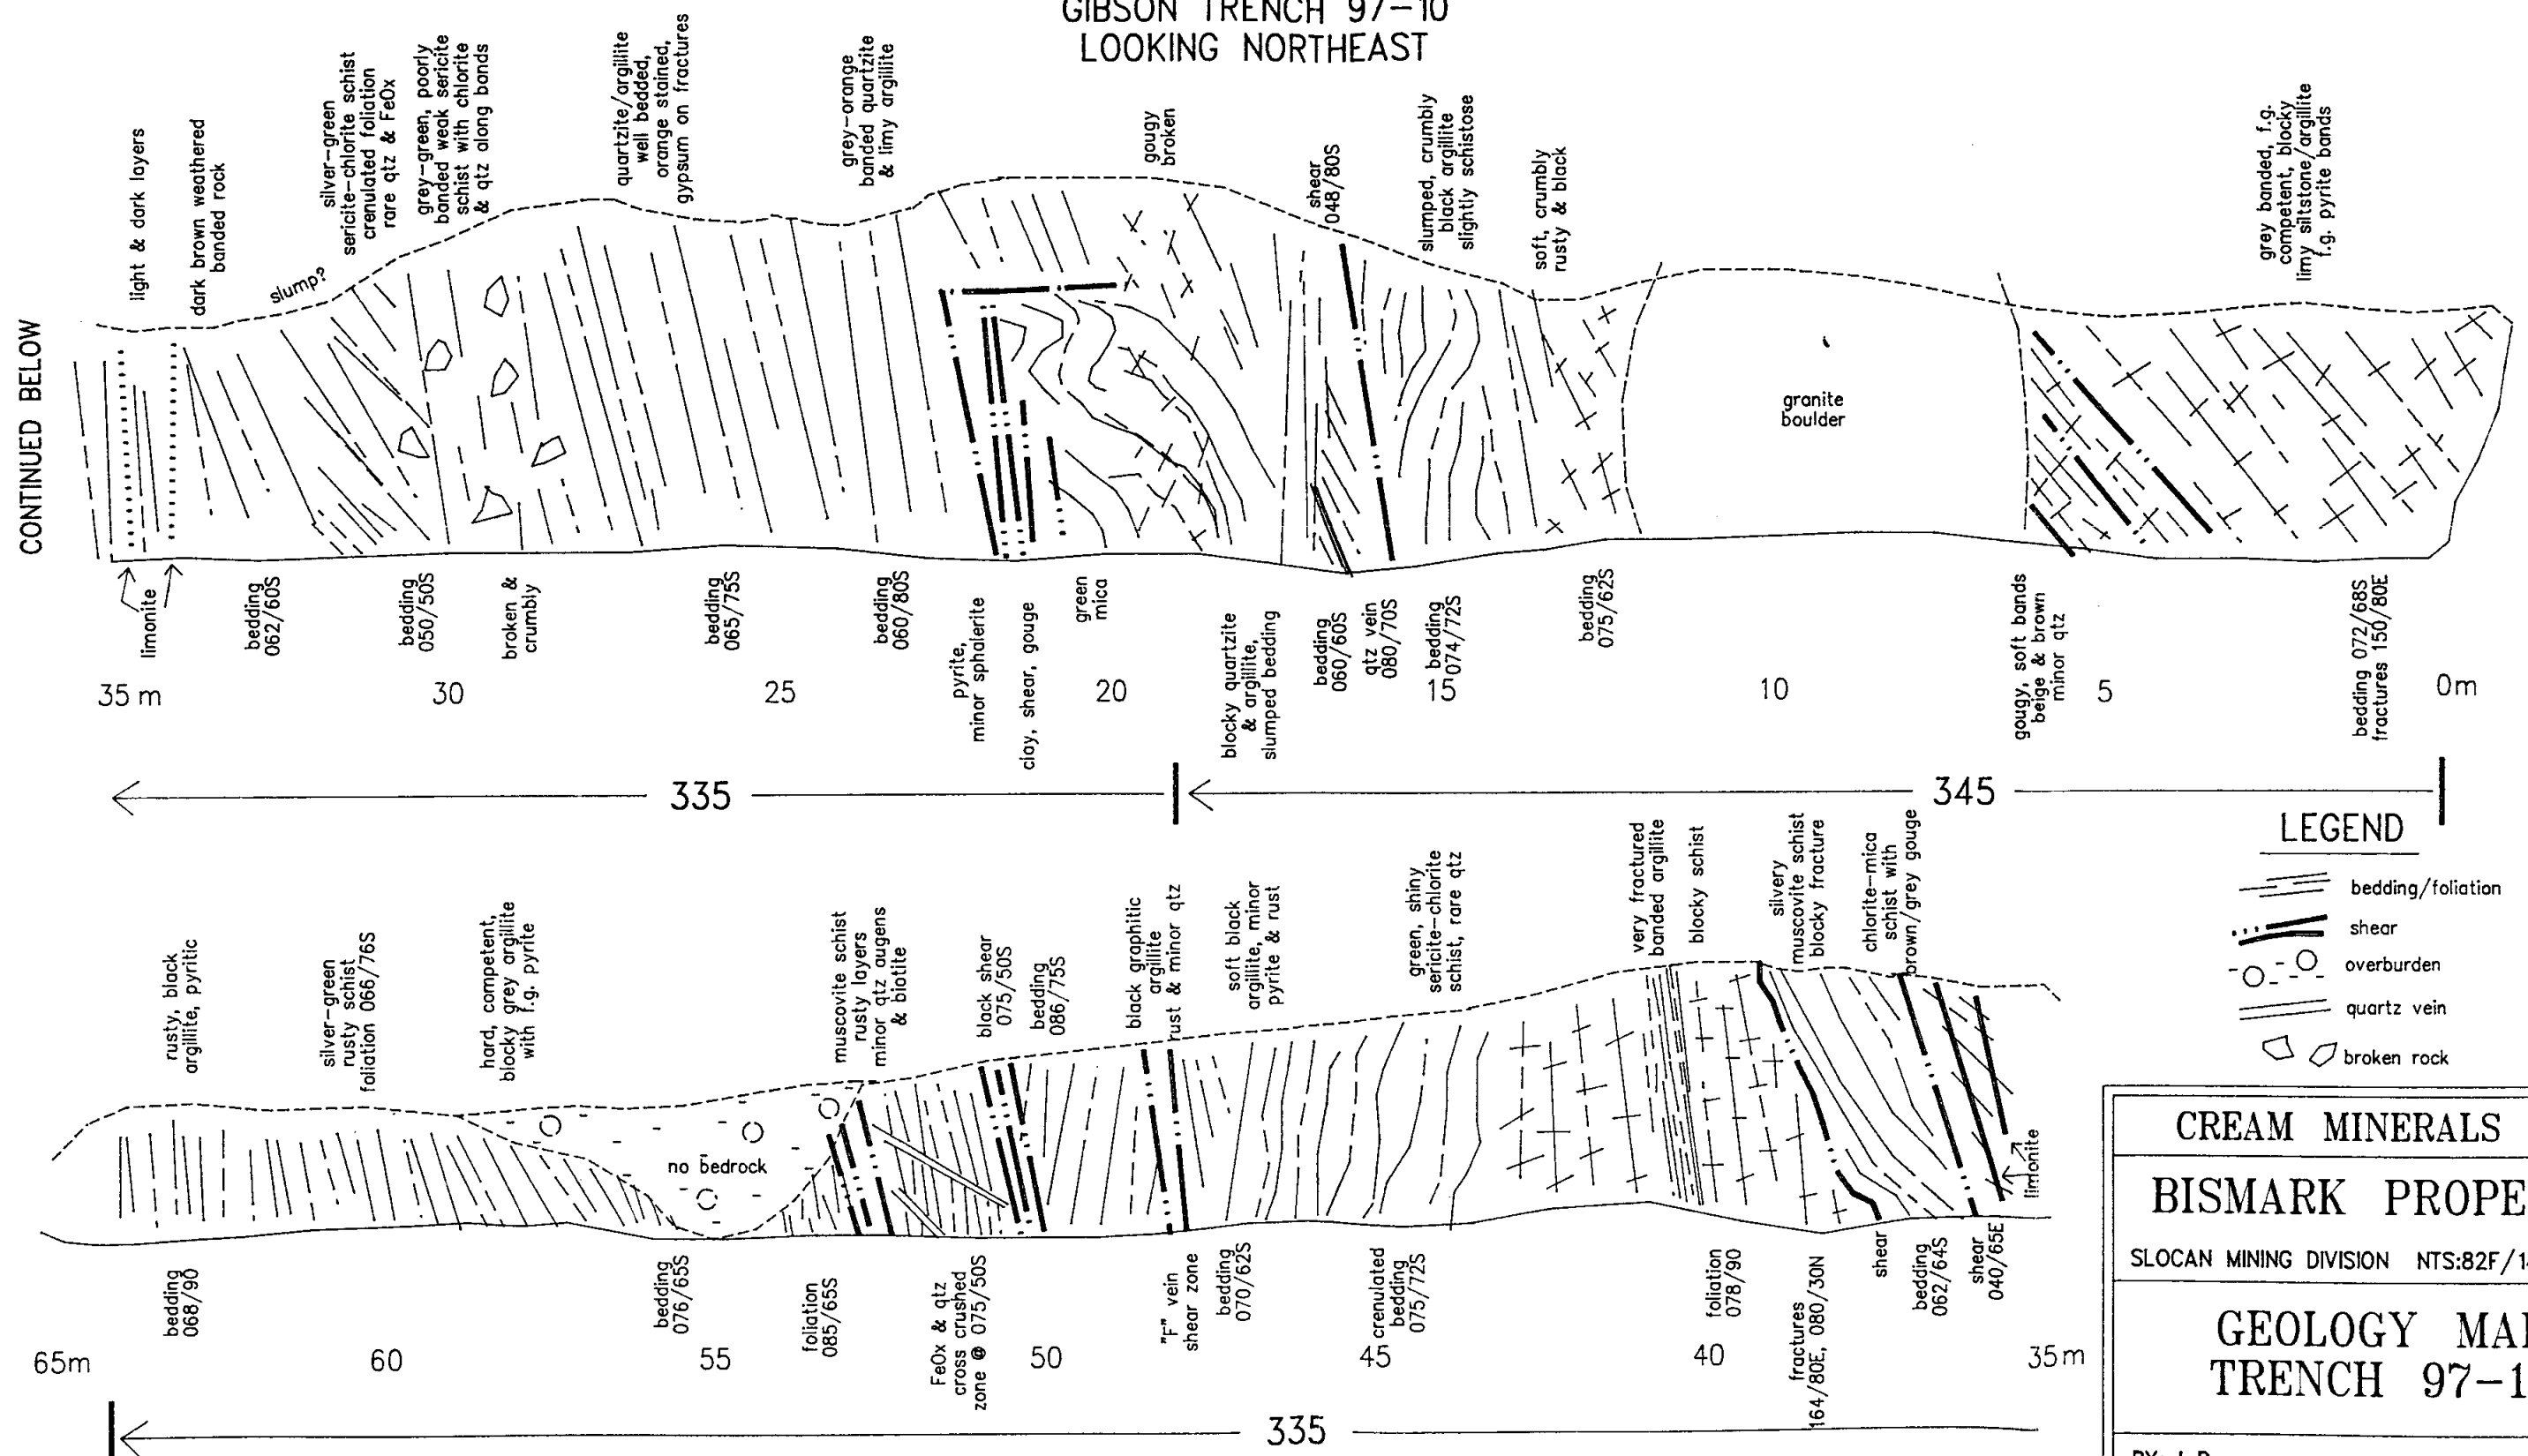 GIBSON TRENCH 97-10
LOOKING NORTHEAST
CONTINUED BELOW
light & dark layers
dark brown weathered
banded rock
slump?
silver-green
sericite-chlorite schist
crenulated foliation
rare qtz & FeOx
grey-green, poorly
banded weak sericite
schist with chlorite
& qtz along bands
quartzite/argillite
well bedded,
orange stained,
gypsum on fractures
grey-orange
banded quartzite
& limy argillite
gougy
broken
shear
048/80S
slumped, crumbly
black argillite
slightly schistose
soft, crumbly
rusty & black
granite
boulder
grey banded, f.g.
competent, blocky
limy siltstone/argillite
f.g. pyrite bands
limonite
bedding
062/60S
bedding
050/50S
broken &
crumbly
bedding
065/75S
bedding
060/80S
pyrite,
minor sphalerite
clay, shear, gouge
green
mica
blocky quartzite
& argillite,
slumped bedding
bedding
060/60S
qtz vein
080/70S
bedding
074/72S
bedding
075/62S
gougy, soft bands
beige & brown
minor qtz
bedding 072/68S
fractures 150/80E
35 m
30
25
20
15
10
5
0m
335
345
rusty, black
argillite, pyritic
silver-green
rusty schist
foliation 066/76S
hard, competent,
blocky grey argillite
with f.g. pyrite
no bedrock
muscovite schist
rusty layers
minor qtz augens
& biotite
black shear
075/50S
bedding
086/75S
black graphitic
argillite
rust & minor qtz
soft black
argillite, minor
pyrite & rust
green, shiny
sericite-chlorite
schist, rare qtz
very fractured
banded argillite
blocky schist
silvery
muscovite schist
blocky fracture
chlorite-mica
schist with
brown/grey gouge
limonite
bedding
068/90
bedding
076/65S
foliation
085/65S
FeOx & qtz
cross crushed
zone @ 075/50S
"F" vein
shear zone
bedding
070/62S
crenulated
bedding
075/72S
foliation
078/90
fractures
164/80E, 080/30N
shear
bedding
062/64S
shear
040/65E
65m
60
55
50
45
40
35m
335
LEGEND
bedding/foliation
shear
overburden
quartz vein
broken rock
CREAM MINERALS
BISMARK PROPE
SLOCAN MINING DIVISION NTS:82F/14
GEOLOGY MAP
TRENCH 97-1